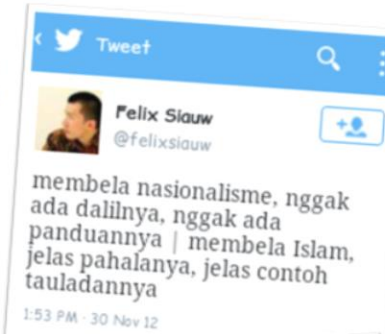 Tweet
Felix Siauw
@felixsiauw
membela nasionalisme, nggak
ada dalilnya, nggak ada
panduannya | membela Islam,
jelas pahalanya, jelas contoh
tauladannya
1:53 PM · 30 Nov 12